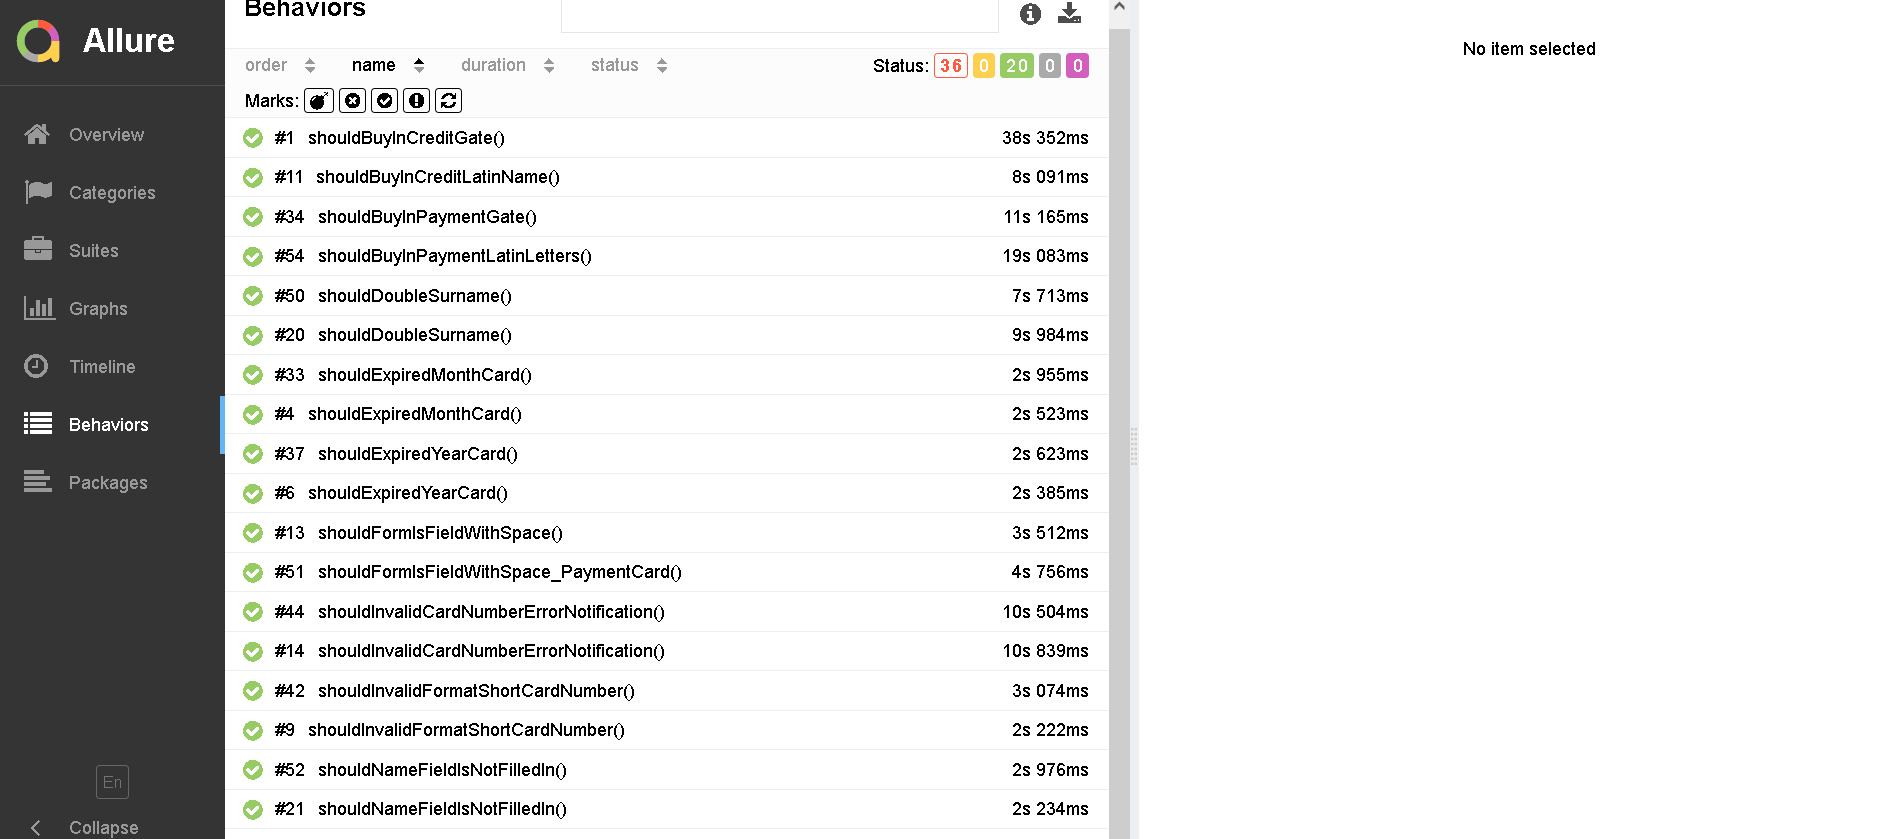 Allure
Overview
Categories
Suites
Graphs
Timeline
Behaviors
Packages
En
Collapse
Behaviors
order name duration status Status: 36 0 20 0 0
Marks:
#1 shouldBuyInCreditGate() 38s 352ms
#11 shouldBuyInCreditLatinName() 8s 091ms
#34 shouldBuyInPaymentGate() 11s 165ms
#54 shouldBuyInPaymentLatinLetters() 19s 083ms
#50 shouldDoubleSurname() 7s 713ms
#20 shouldDoubleSurname() 9s 984ms
#33 shouldExpiredMonthCard() 2s 955ms
#4 shouldExpiredMonthCard() 2s 523ms
#37 shouldExpiredYearCard() 2s 623ms
#6 shouldExpiredYearCard() 2s 385ms
#13 shouldFormIsFieldWithSpace() 3s 512ms
#51 shouldFormIsFieldWithSpace_PaymentCard() 4s 756ms
#44 shouldInvalidCardNumberErrorNotification() 10s 504ms
#14 shouldInvalidCardNumberErrorNotification() 10s 839ms
#42 shouldInvalidFormatShortCardNumber() 3s 074ms
#9 shouldInvalidFormatShortCardNumber() 2s 222ms
#52 shouldNameFieldIsNotFilledIn() 2s 976ms
#21 shouldNameFieldIsNotFilledIn() 2s 234ms
No item selected